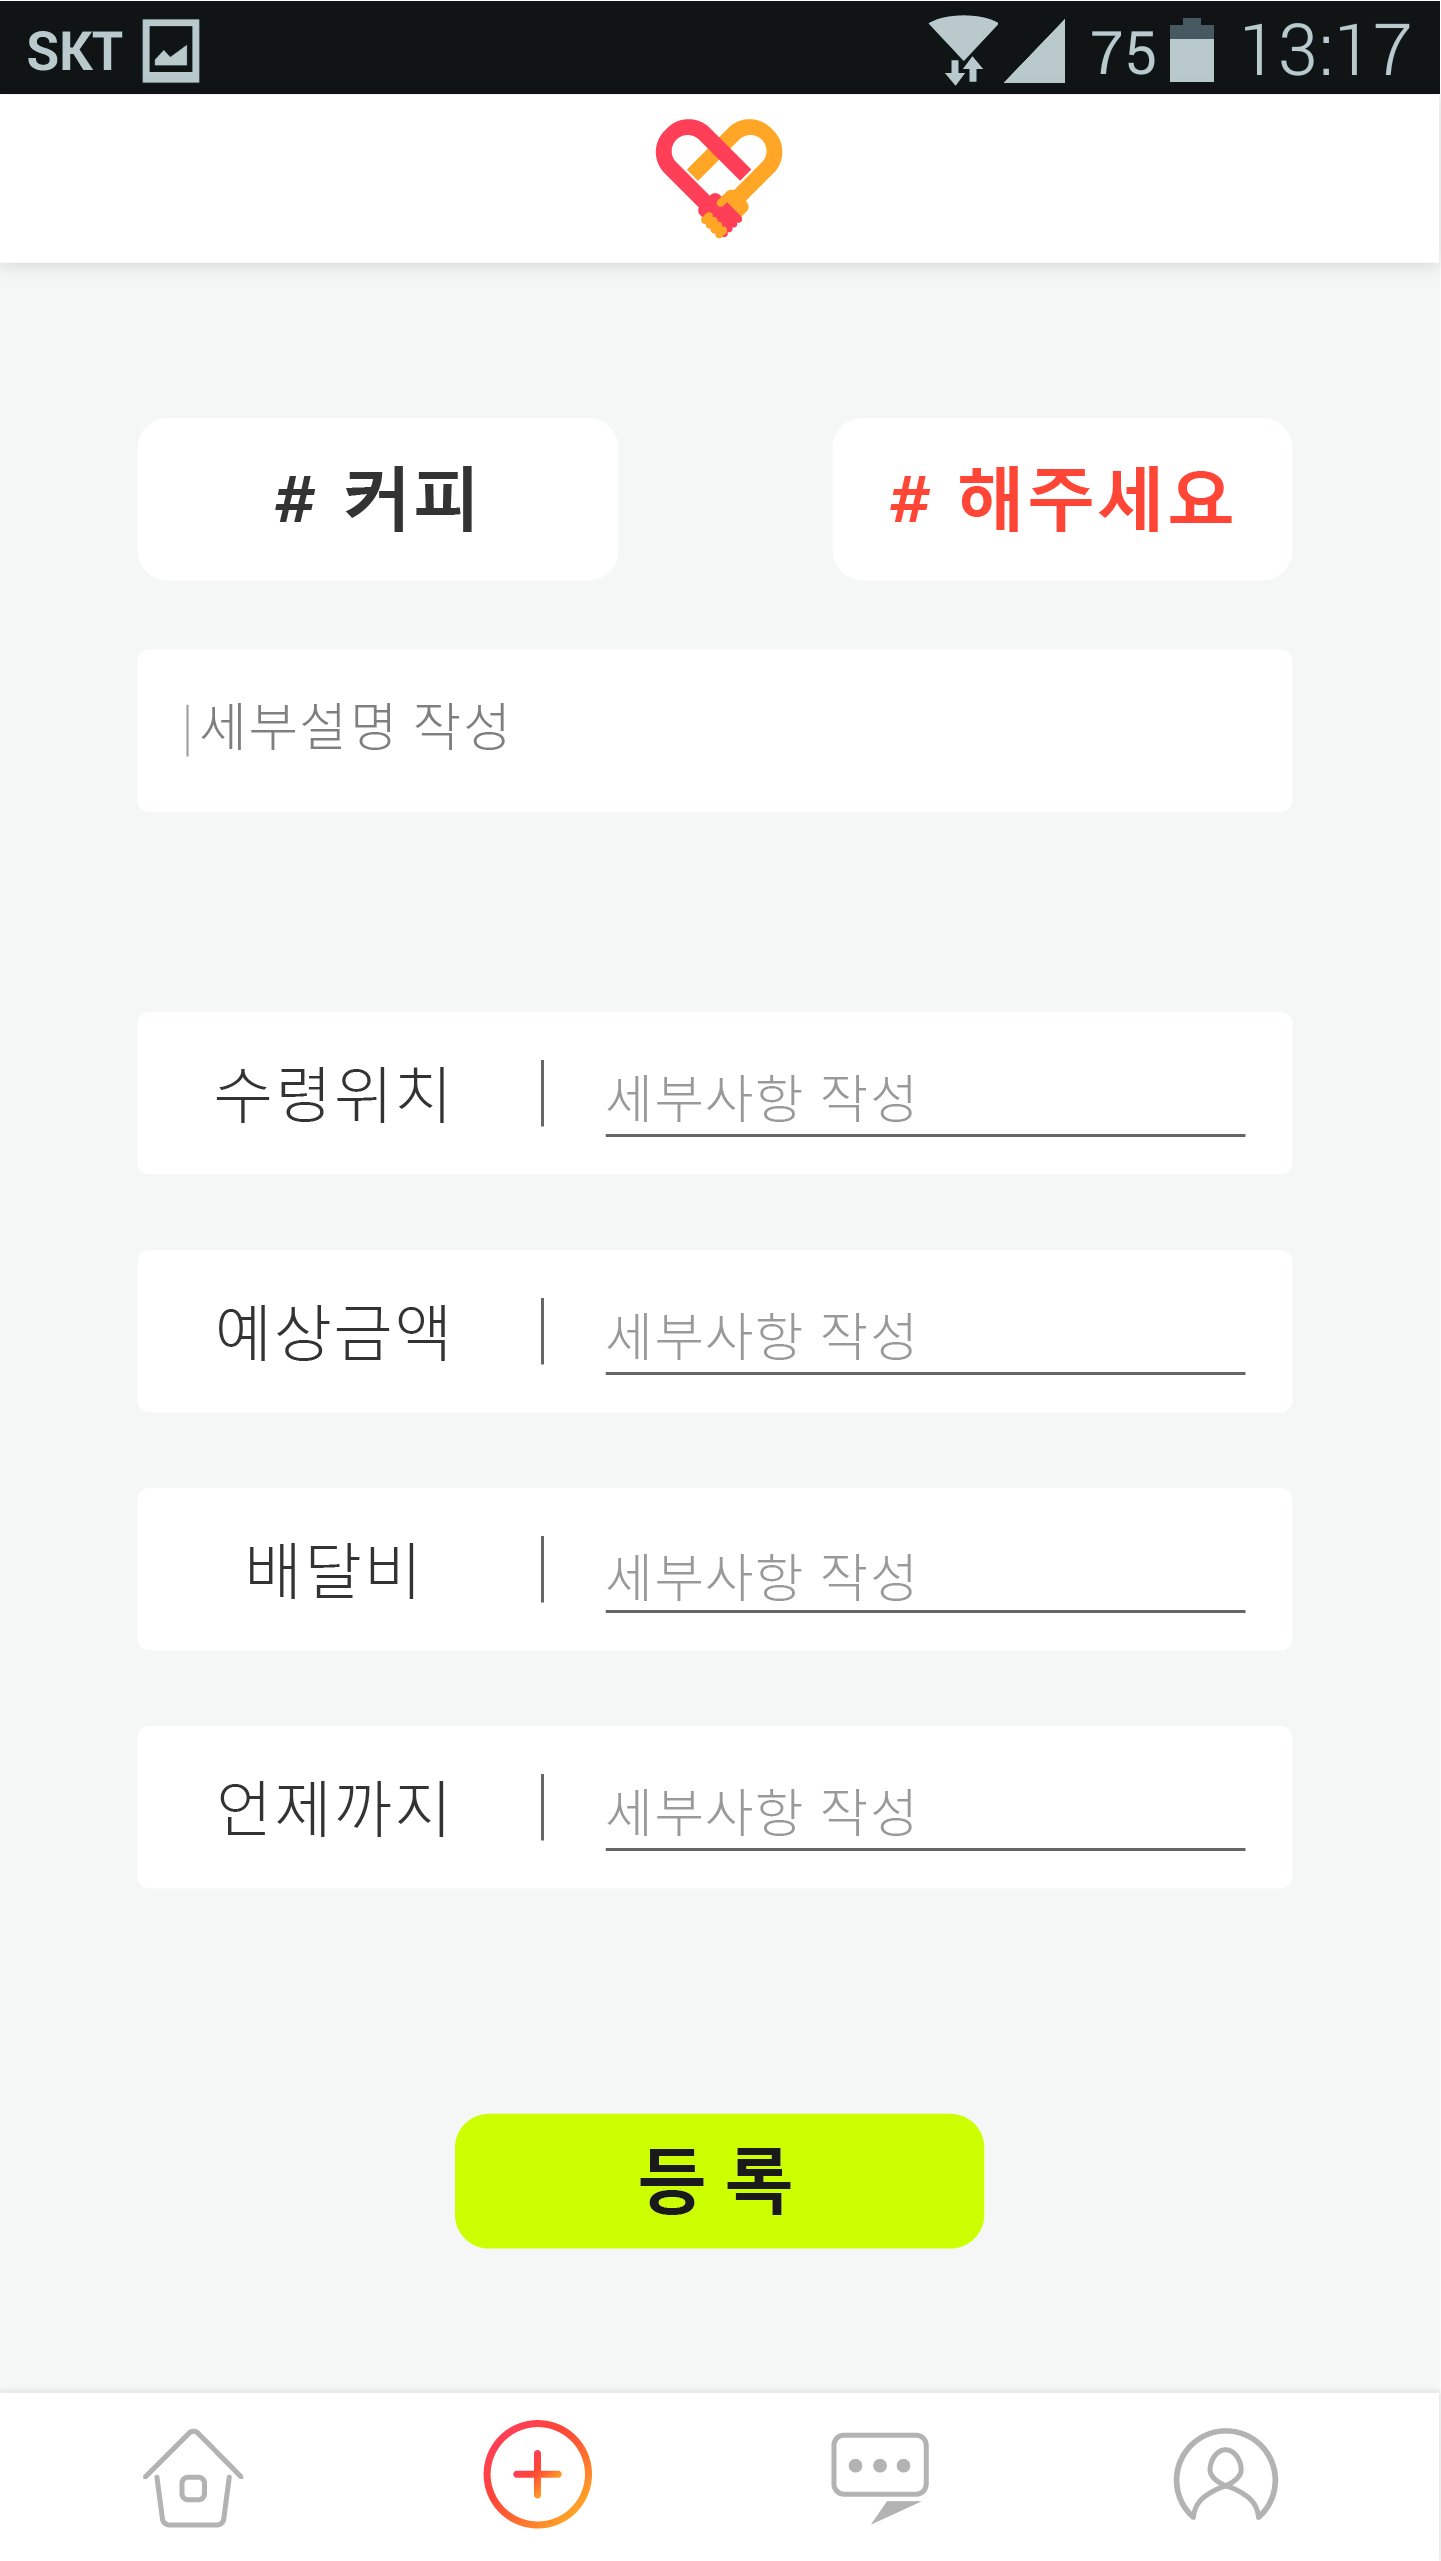 SKT 75 13:17
# 커피 # 해주세요
세부설명 작성
수령위치 세부사항 작성
예상금액 세부사항 작성
배달비 세부사항 작성
언제까지 세부사항 작성
등 록